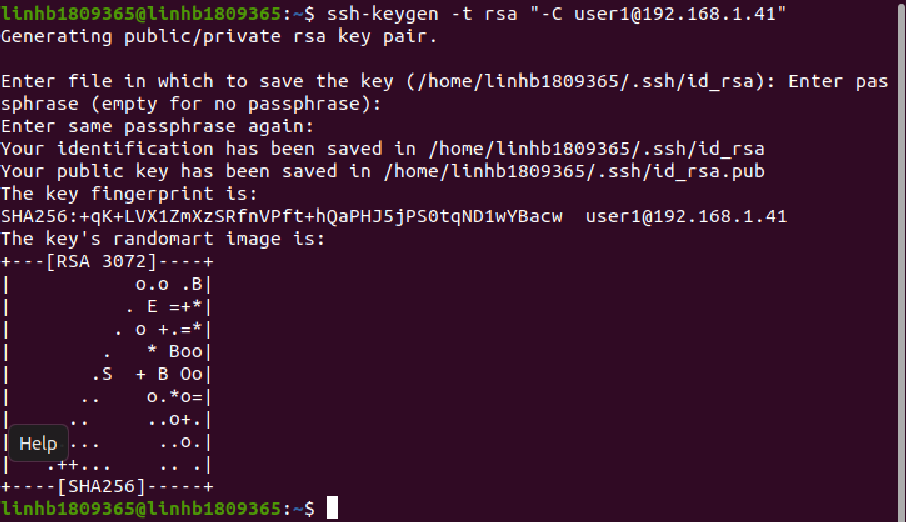 linhb1809365@linhb1809365:~$ ssh-keygen -t rsa "-C user1@192.168.1.41"
Generating public/private rsa key pair.
Enter file in which to save the key (/home/linhb1809365/.ssh/id_rsa): Enter pas
sphrase (empty for no passphrase):
Enter same passphrase again:
Your identification has been saved in /home/linhb1809365/.ssh/id_rsa
Your public key has been saved in /home/linhb1809365/.ssh/id_rsa.pub
The key fingerprint is:
SHA256:+qK+LVX1ZmXzSRfnVPft+hQaPHJ5jPS0tqND1wYBacw  user1@192.168.1.41
The key's randomart image is:
+---[RSA 3072]----+
|           o.o .B|
|          . E =+*|
|         . o +.=*|
|        .   * Boo|
|       .S  + B Oo|
|      ..    o.*o=|
|     ..     ..o+.|
| Help ...     ..o.|
|   .++...    .. .|
+----[SHA256]-----+
linhb1809365@linhb1809365:~$